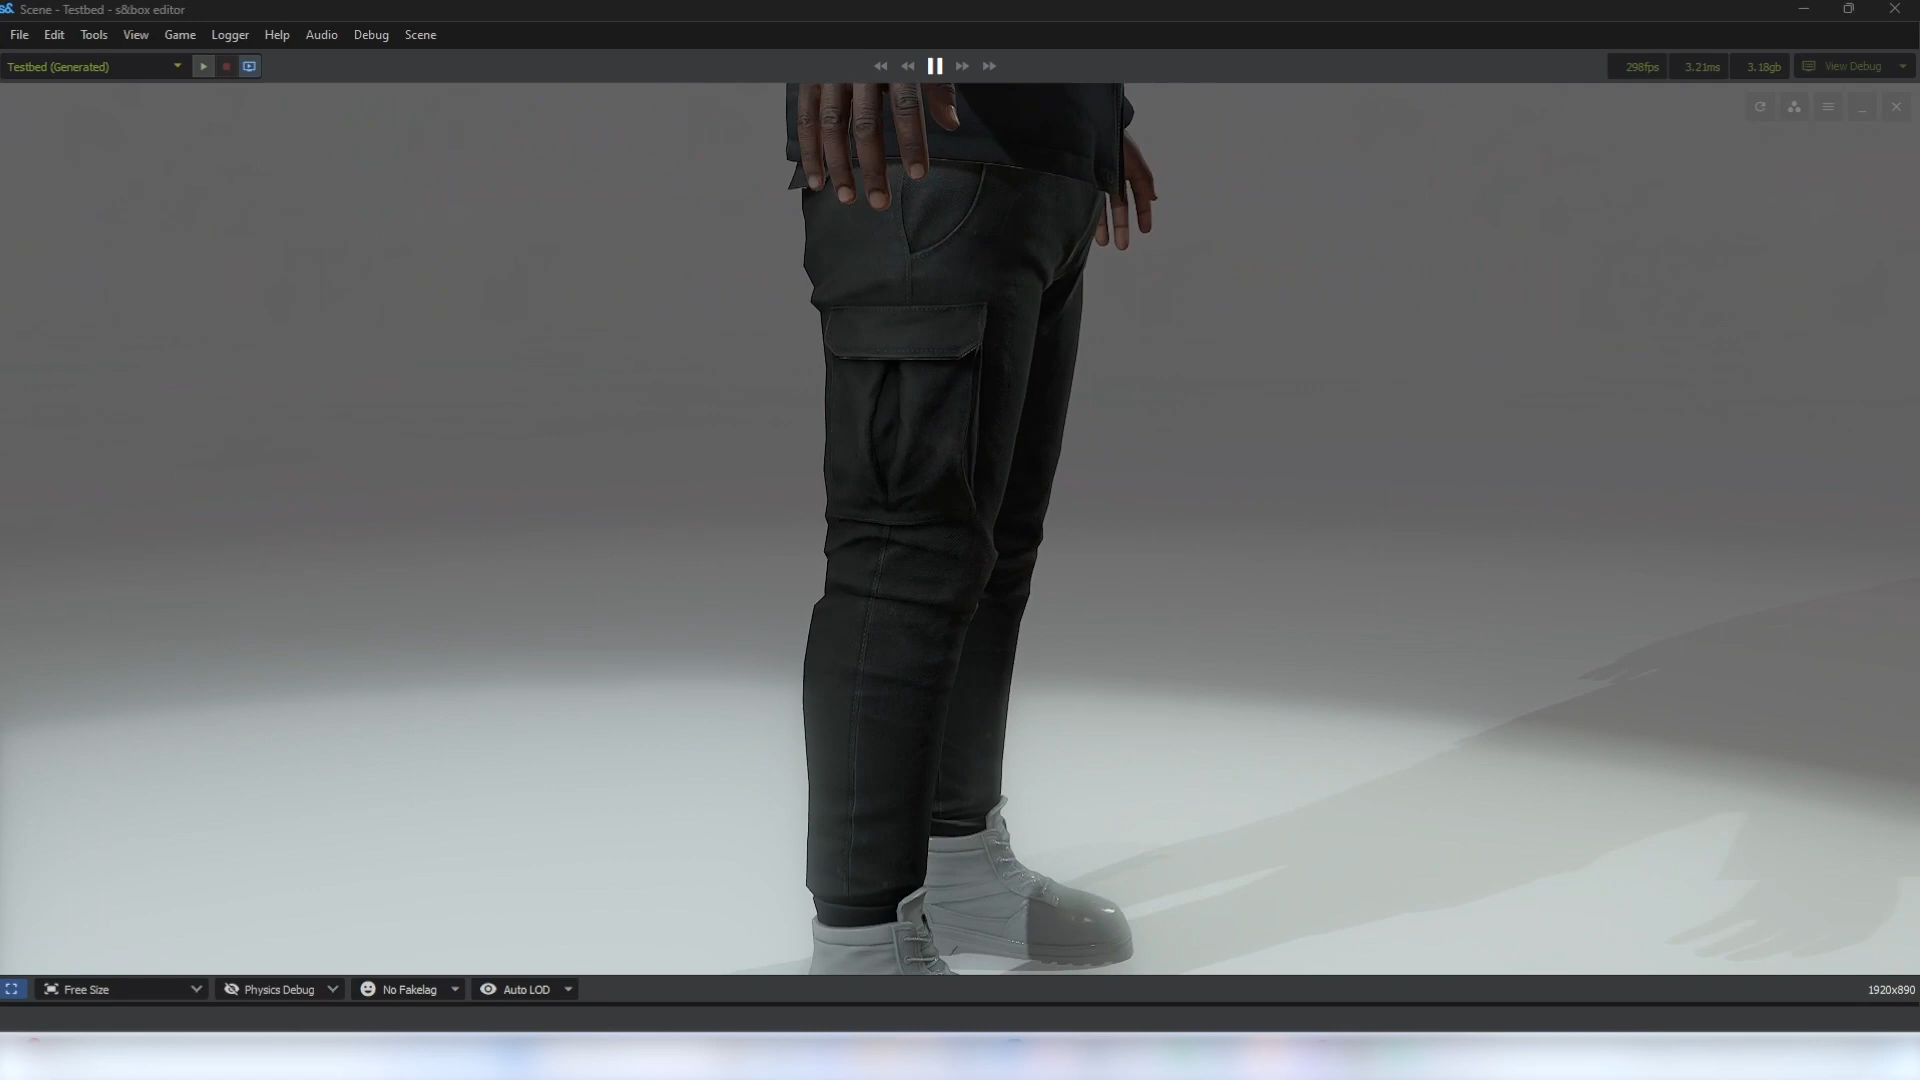 s& Scene - Testbed - s&box editor
File Edit Tools View Game Logger Help Audio Debug Scene
Testbed (Generated) 298fps 3.21ms 3.18gb View Debug
Free Size Physics Debug No Fakelag Auto LOD 1920x890